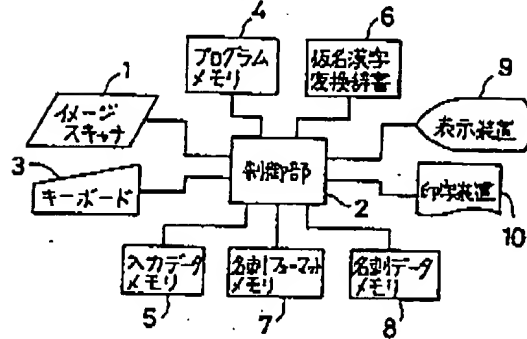 4
6
プログラム
メモリ
仮名漢字
変換辞書
1
9
イメージ
スキャナ
表示装置
3
キーボード
制御部
2
印字装置
10
入力データ
メモリ
名刺フォーマット
メモリ
名刺データ
メモリ
5
7
8